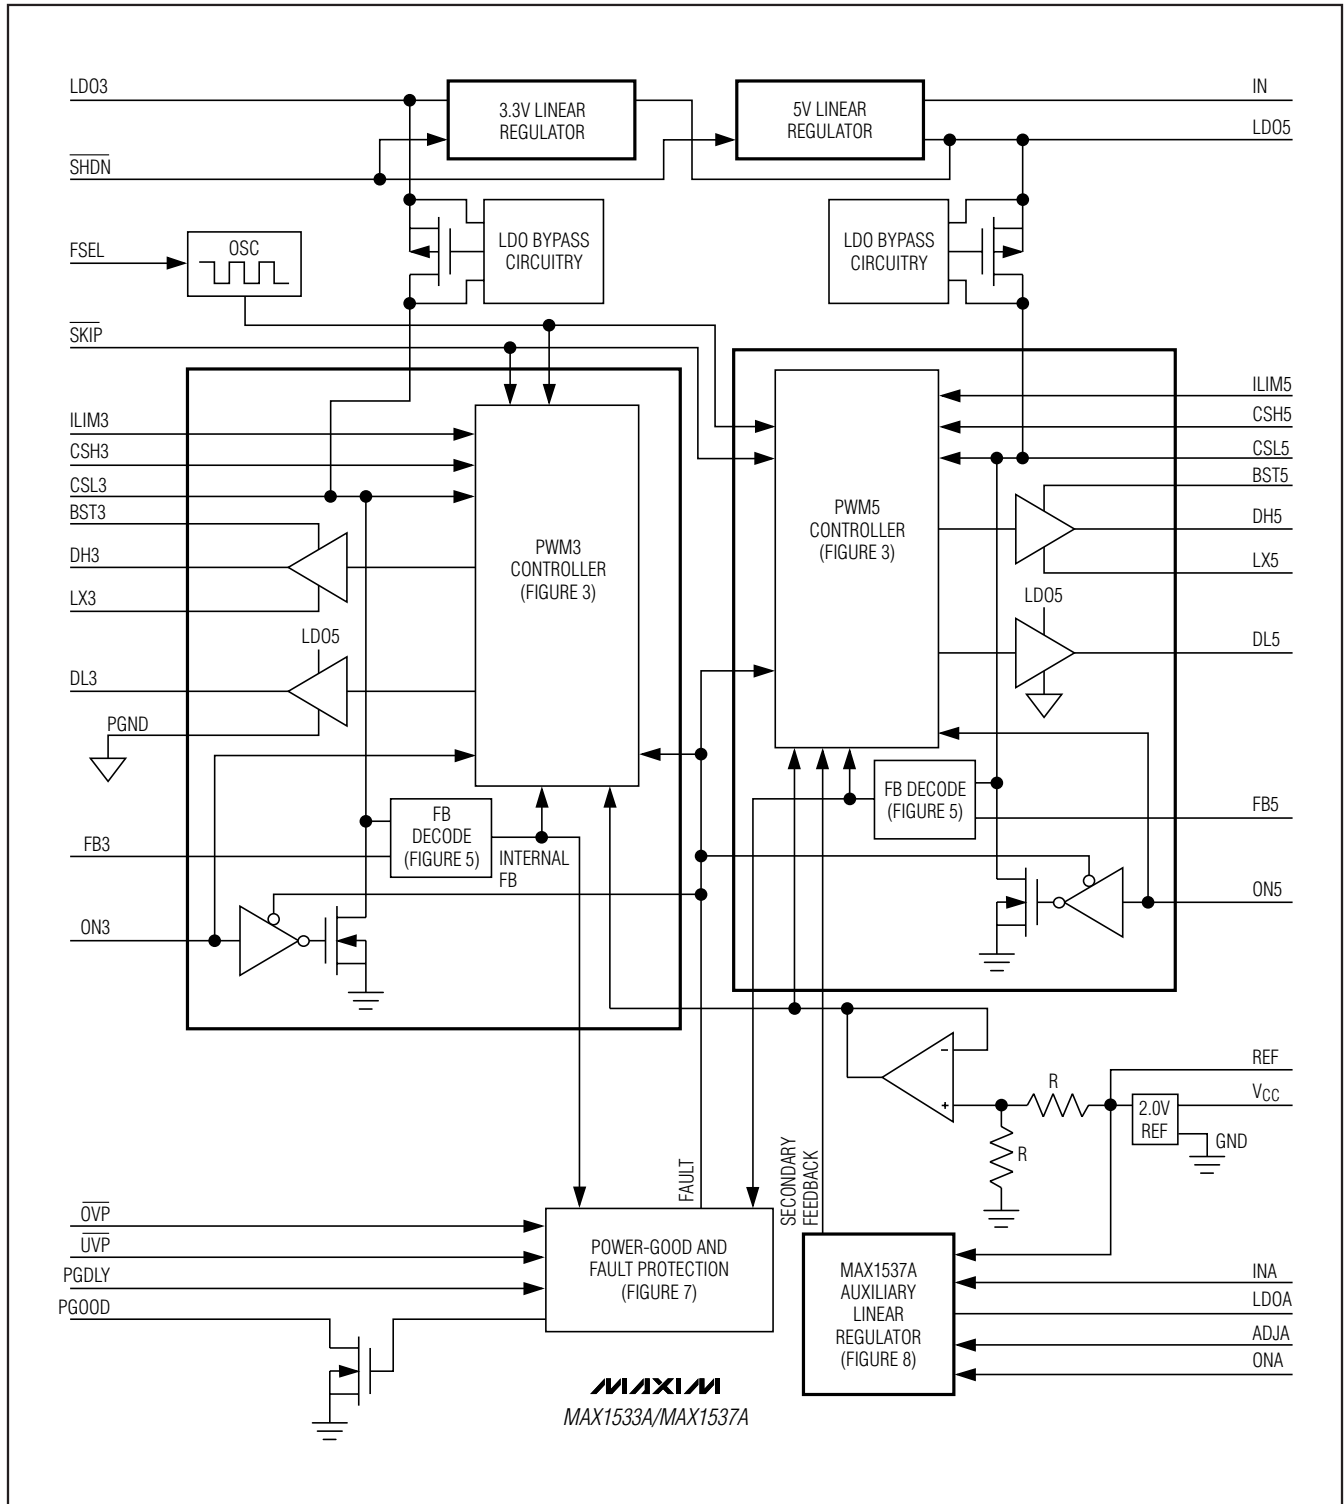 LDO3
3.3V LINEAR
REGULATOR
5V LINEAR
REGULATOR
IN
LDO5
SHDN
FSEL
OSC
LDO BYPASS
CIRCUITRY
LDO BYPASS
CIRCUITRY
SKIP
ILIM3
CSH3
CSL3
BST3
DH3
LX3
LDO5
DL3
PGND
PWM3
CONTROLLER
(FIGURE 3)
PWM5
CONTROLLER
(FIGURE 3)
ILIM5
CSH5
CSL5
BST5
DH5
LX5
LDO5
DL5
FB
DECODE
(FIGURE 5)
INTERNAL
FB
FB3
ON3
FB DECODE
(FIGURE 5)
FB5
ON5
-
+
R
R
REF
VCC
2.0V
REF
GND
FAULT
SECONDARY
FEEDBACK
OVP
UVP
PGDLY
PGOOD
POWER-GOOD AND
FAULT PROTECTION
(FIGURE 7)
MAX1537A
AUXILIARY
LINEAR
REGULATOR
(FIGURE 8)
INA
LDOA
ADJA
ONA
MAXIM
MAX1533A/MAX1537A